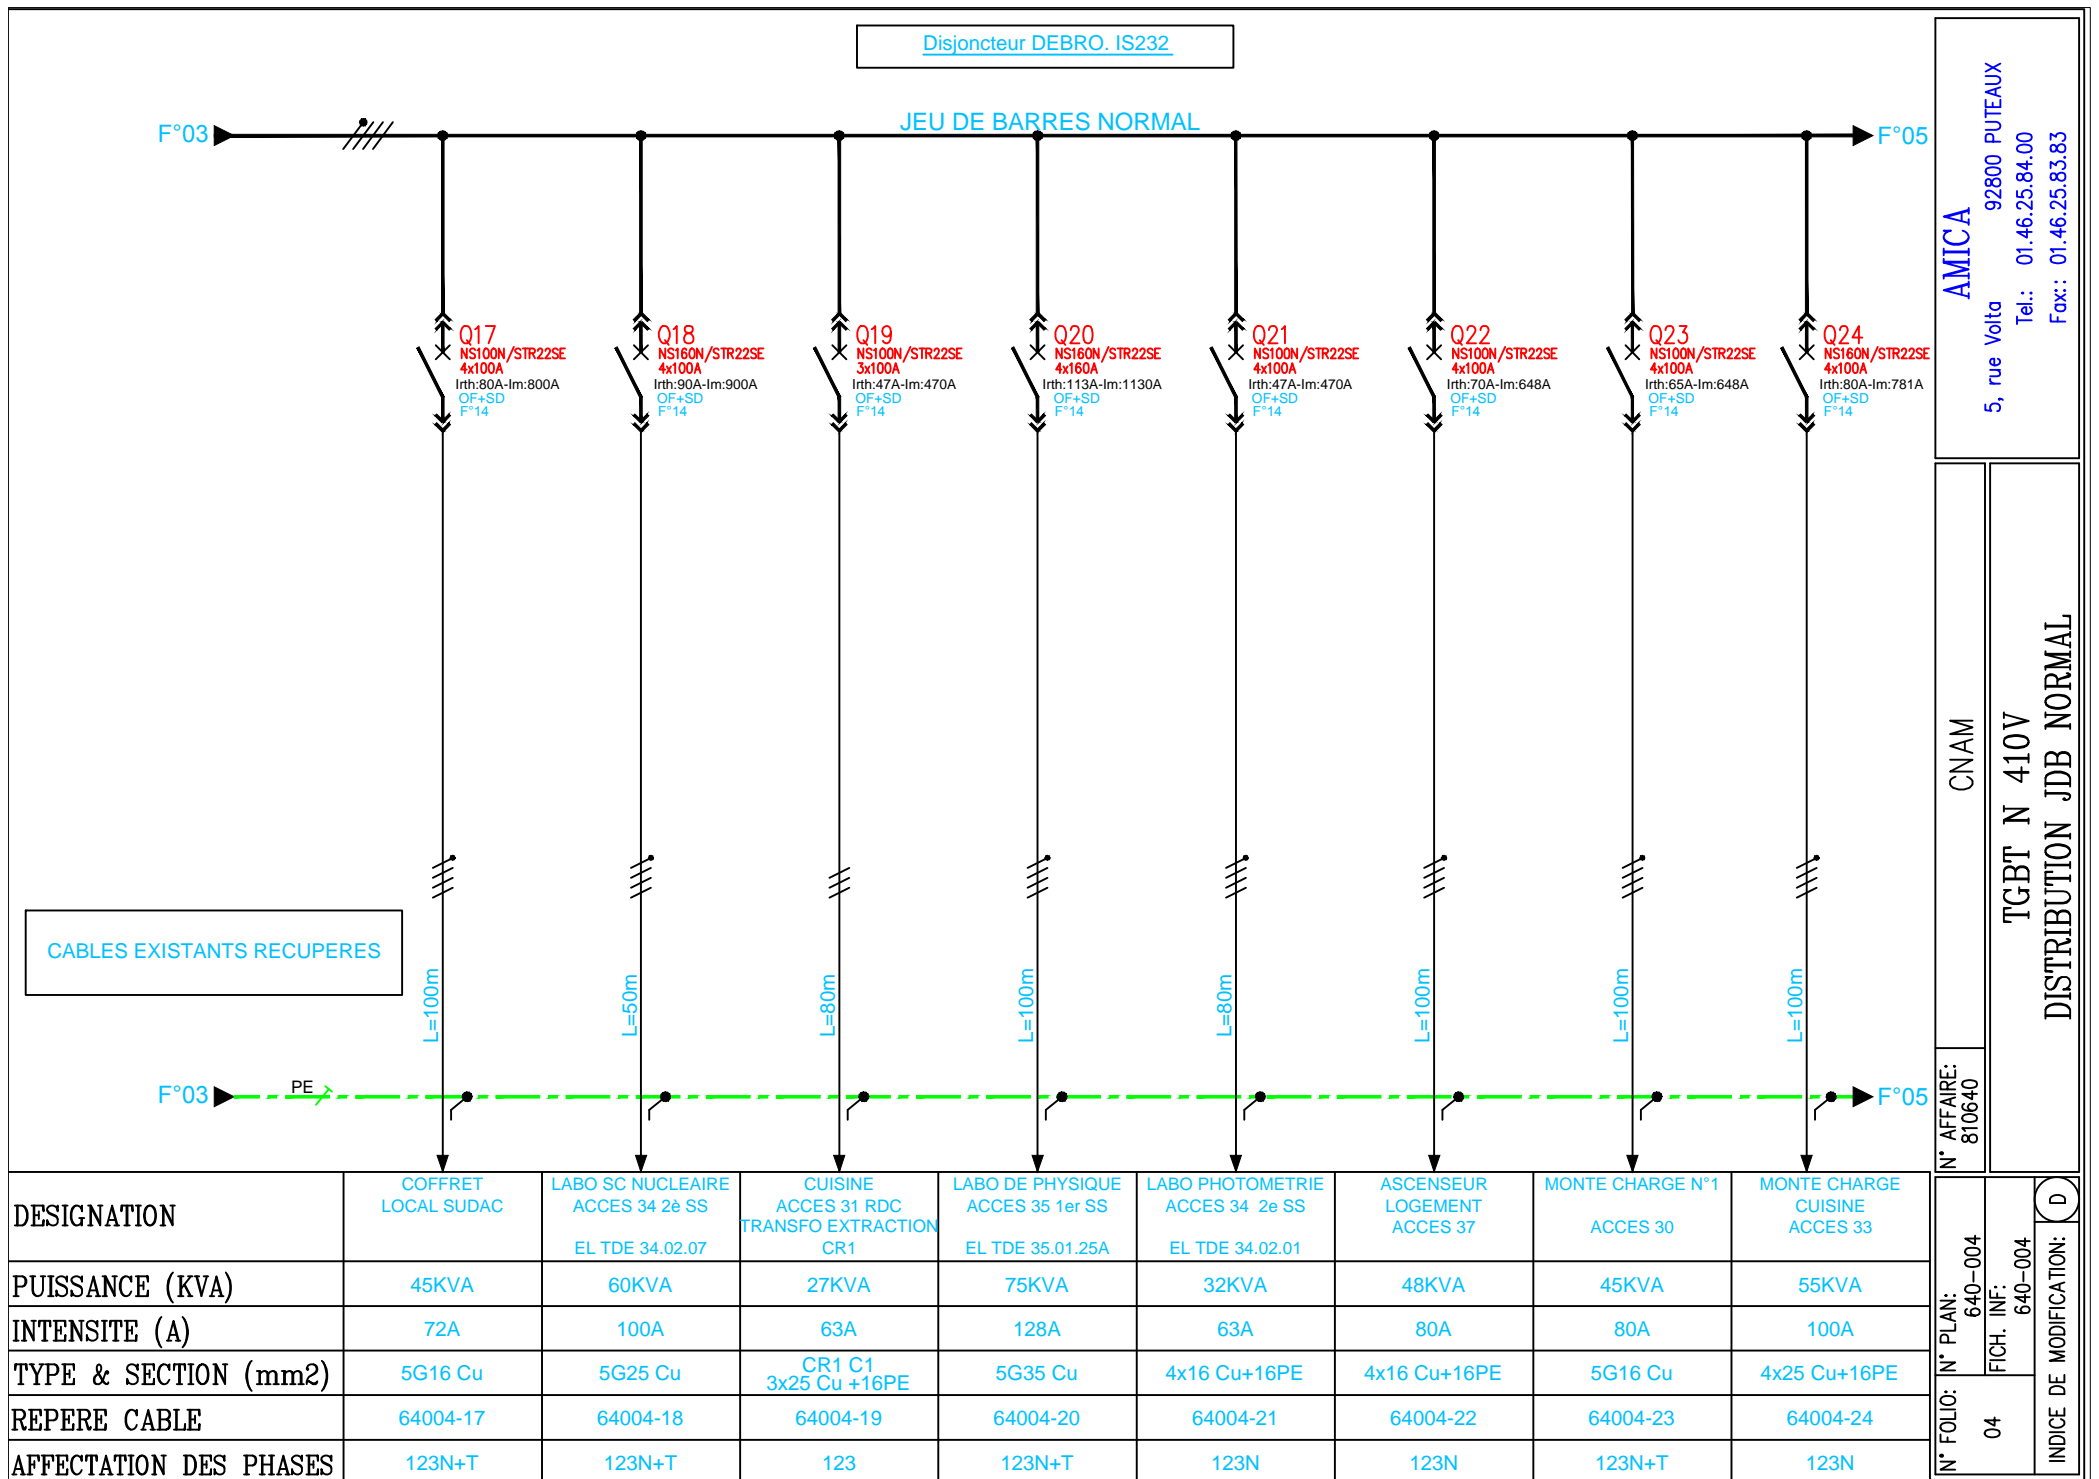 Disjoncteur DEBRO. IS232
JEU DE BARRES NORMAL
F°03
F°05
Q17
NS100N/STR22SE
4x100A
Irth:80A-Im:800A
OF+SD
F°14
Q18
NS160N/STR22SE
4x100A
Irth:90A-Im:900A
OF+SD
F°14
Q19
NS100N/STR22SE
3x100A
Irth:47A-Im:470A
OF+SD
F°14
Q20
NS160N/STR22SE
4x160A
Irth:113A-Im:1130A
OF+SD
F°14
Q21
NS100N/STR22SE
4x100A
Irth:47A-Im:470A
OF+SD
F°14
Q22
NS100N/STR22SE
4x100A
Irth:70A-Im:648A
OF+SD
F°14
Q23
NS100N/STR22SE
4x100A
Irth:65A-Im:648A
OF+SD
F°14
Q24
NS160N/STR22SE
4x100A
Irth:80A-Im:781A
OF+SD
F°14
CABLES EXISTANTS RECUPERES
L=100m
L=50m
L=80m
L=100m
L=80m
L=100m
L=100m
L=100m
F°03
PE
F°05
DESIGNATION
COFFRET
LOCAL SUDAC
LABO SC NUCLEAIRE
ACCES 34 2è SS
EL TDE 34.02.07
CUISINE
ACCES 31 RDC
TRANSFO EXTRACTION
CR1
LABO DE PHYSIQUE
ACCES 35 1er SS
EL TDE 35.01.25A
LABO PHOTOMETRIE
ACCES 34 2e SS
EL TDE 34.02.01
ASCENSEUR
LOGEMENT
ACCES 37
MONTE CHARGE N°1
ACCES 30
MONTE CHARGE
CUISINE
ACCES 33
PUISSANCE (KVA) 45KVA 60KVA 27KVA 75KVA 32KVA 48KVA 45KVA 55KVA
INTENSITE (A) 72A 100A 63A 128A 63A 80A 80A 100A
TYPE & SECTION (mm2)
5G16 Cu
5G25 Cu
CR1 C1
3x25 Cu +16PE
5G35 Cu
4x16 Cu+16PE
4x16 Cu+16PE
5G16 Cu
4x25 Cu+16PE
REPERE CABLE 64004-17 64004-18 64004-19 64004-20 64004-21 64004-22 64004-23 64004-24
AFFECTATION DES PHASES 123N+T 123N+T 123 123N+T 123N 123N 123N+T 123N
AMICA
5, rue Volta 92800 PUTEAUX
Tel.: 01.46.25.84.00
Fax:: 01.46.25.83.83
CNAM
TGBT N 410V
DISTRIBUTION JDB NORMAL
N° AFFAIRE:
810640
N° PLAN:
640-004
FICH. INF:
640-004
INDICE DE MODIFICATION: D
N° FOLIO:
04